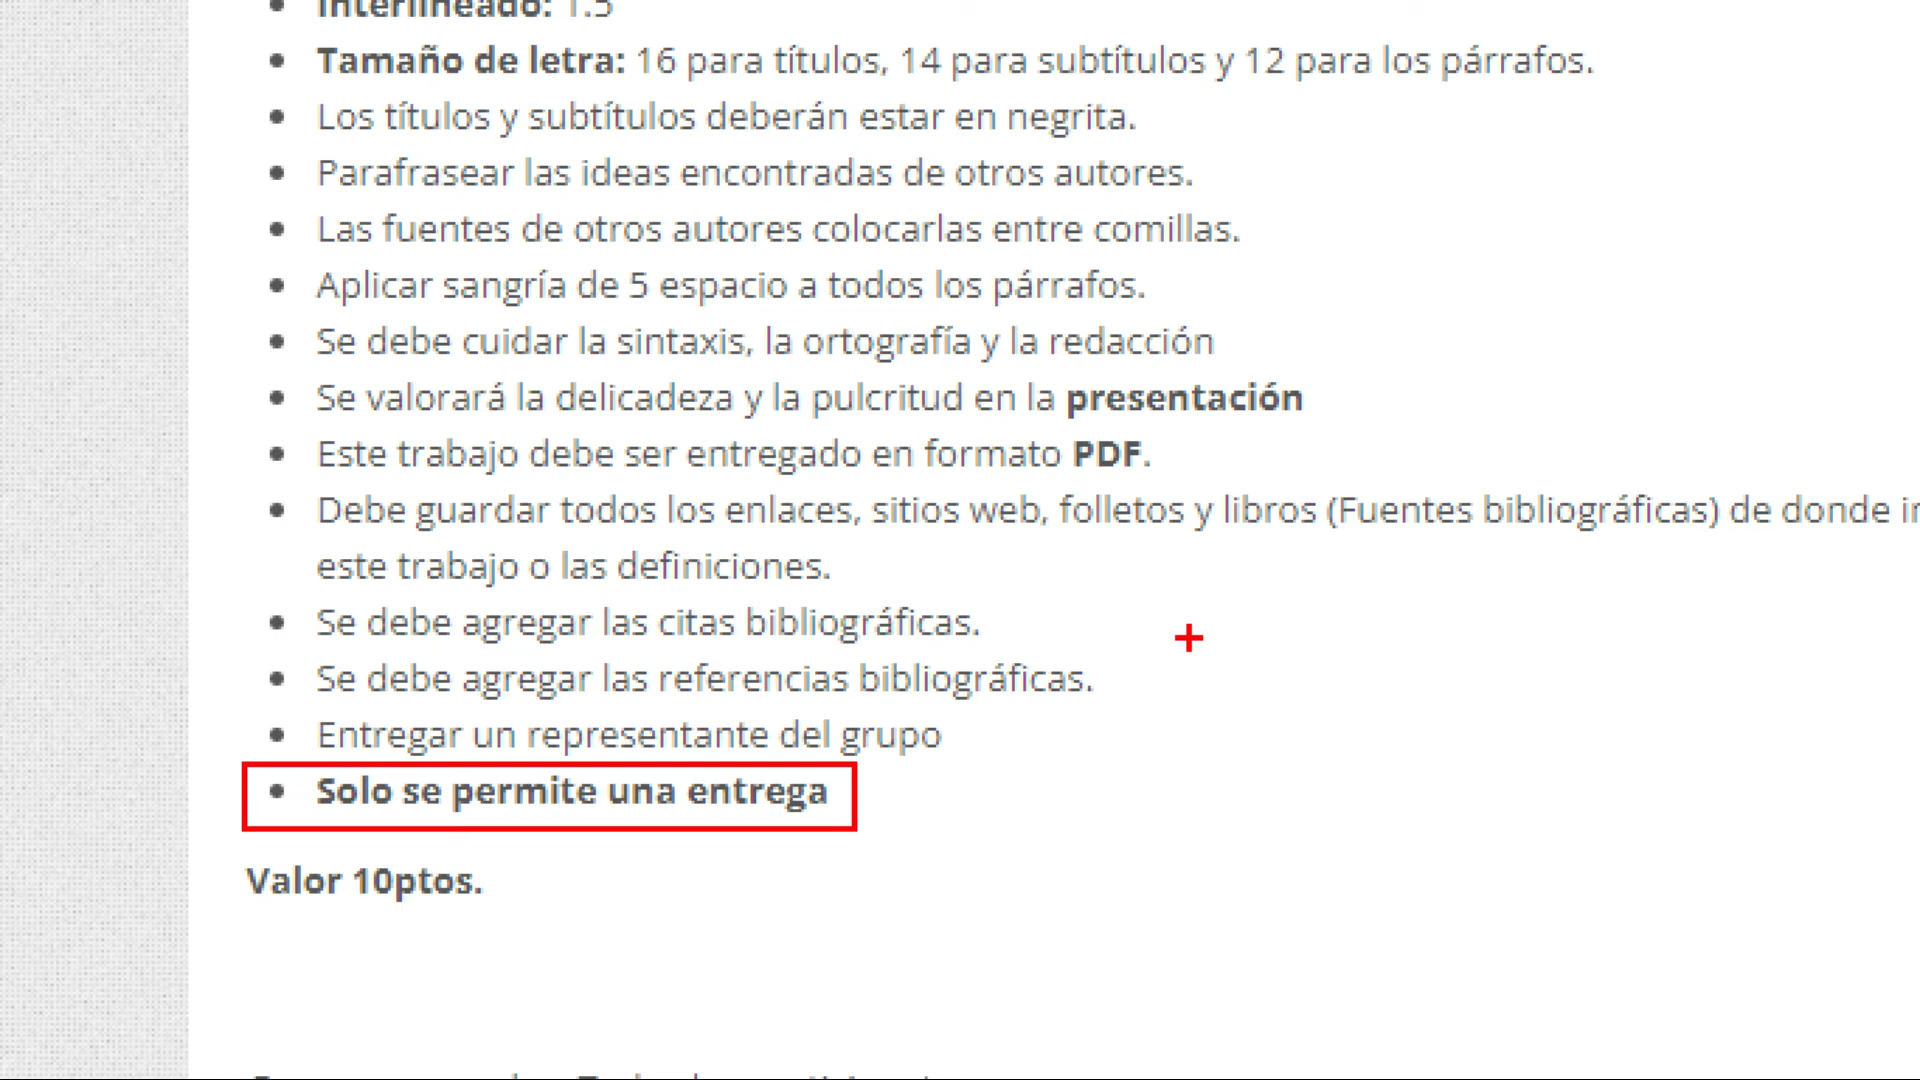 Interlineado: 1.5
Tamaño de letra: 16 para títulos, 14 para subtítulos y 12 para los párrafos.
Los títulos y subtítulos deberán estar en negrita.
Parafrasear las ideas encontradas de otros autores.
Las fuentes de otros autores colocarlas entre comillas.
Aplicar sangría de 5 espacio a todos los párrafos.
Se debe cuidar la sintaxis, la ortografía y la redacción
Se valorará la delicadeza y la pulcritud en la presentación
Este trabajo debe ser entregado en formato PDF.
Debe guardar todos los enlaces, sitios web, folletos y libros (Fuentes bibliográficas) de donde
este trabajo o las definiciones.
Se debe agregar las citas bibliográficas.
Se debe agregar las referencias bibliográficas.
Entregar un representante del grupo
Solo se permite una entrega
Valor 10ptos.